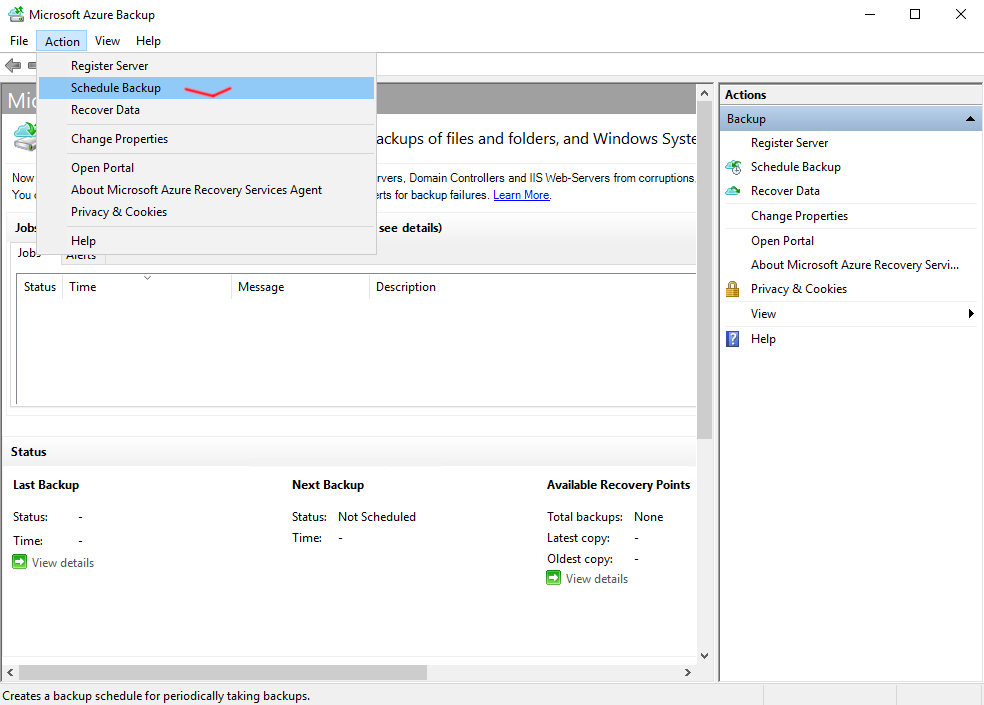 Microsoft Azure Backup
File Action View Help
Register Server
Schedule Backup
Recover Data
Change Properties
Open Portal
About Microsoft Azure Recovery Services Agent
Privacy & Cookies
Help
ackups of files and folders, and Windows Syste
Now rvers, Domain Controllers and IIS Web-Servers from corruptions.
You erts for backup failures. Learn More.
Jobs see details)
Jobs Alerts
Status Time Message Description
Status
Last Backup Next Backup Available Recovery Points
Status: - Status: Not Scheduled Total backups: None
Time: - Time: - Latest copy: -
Oldest copy: -
View details View details
Creates a backup schedule for periodically taking backups.
Actions
Backup
Register Server
Schedule Backup
Recover Data
Change Properties
Open Portal
About Microsoft Azure Recovery Servi...
Privacy & Cookies
View
Help